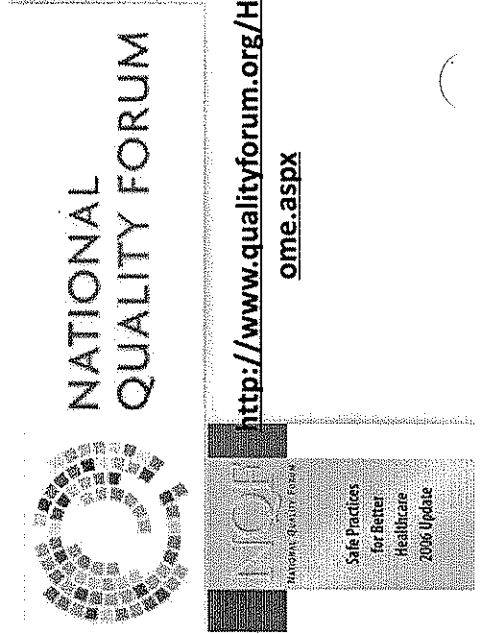 NATIONAL
QUALITY FORUM
http://www.qualityforum.org/H
ome.aspx
NQF
NATIONAL QUALITY FORUM
Safe Practices
for Better
Healthcare
2006 Update